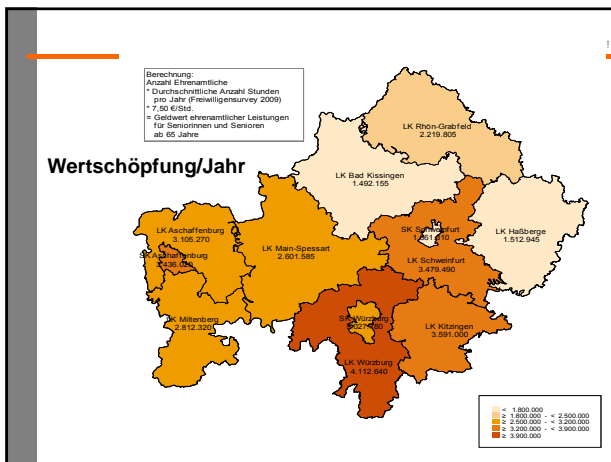 !
Berechnung:
Anzahl Ehrenamtliche
* Durchschnittliche Anzahl Stunden
pro Jahr (Freiwilligensurvey 2009)
* 7,50 €/Std.
= Geldwert ehrenamtlicher Leistungen
für Seniorinnen und Senioren
ab 65 Jahre
Wertschöpfung/Jahr
LK Rhön-Grabfeld
2.219.805
LK Bad Kissingen
1.492.155
LK Aschaffenburg
3.105.270
SK Aschaffenburg
LK Main-Spessart
2.601.585
SK Schweinfurt
LK Haßberge
1.512.945
LK Schweinfurt
3.479.490
LK Miltenberg
2.812.320
SK Würzburg
LK Kitzingen
3.591.000
LK Würzburg
4.112.640
< 1.800.000
≥ 1.800.000 - < 2.500.000
≥ 2.500.000 - < 3.200.000
≥ 3.200.000 - < 3.900.000
≥ 3.900.000